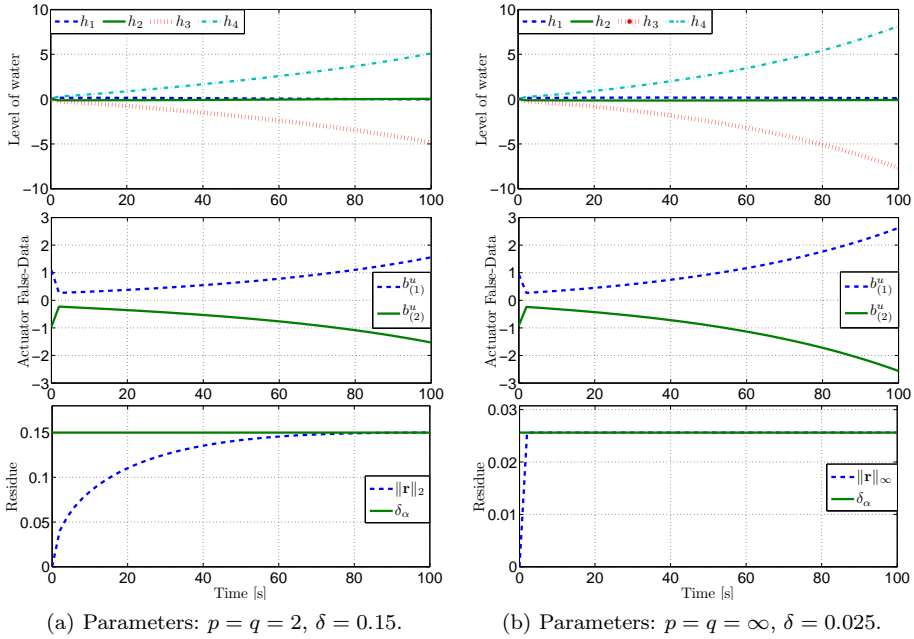 h₁ h₂ h₃ h₄
Level of water
10
5
0
−5
−10
0 20 40 60 80 100
Actuator False-Data
3
2
1
0
−1
−2
−3
b^u_(1)
b^u_(2)
0 20 40 60 80 100
Residue
0.15
0.1
0.05
0
‖r‖₂
δ_α
0 20 40 60 80 100
Time [s]
(a) Parameters: p = q = 2, δ = 0.15.
h₁ h₂ h₃ h₄
Level of water
10
5
0
−5
−10
0 20 40 60 80 100
Actuator False-Data
3
2
1
0
−1
−2
−3
b^u_(1)
b^u_(2)
0 20 40 60 80 100
Residue
0.03
0.02
0.01
0
‖r‖_∞
δ_α
0 20 40 60 80 100
Time [s]
(b) Parameters: p = q = ∞, δ = 0.025.